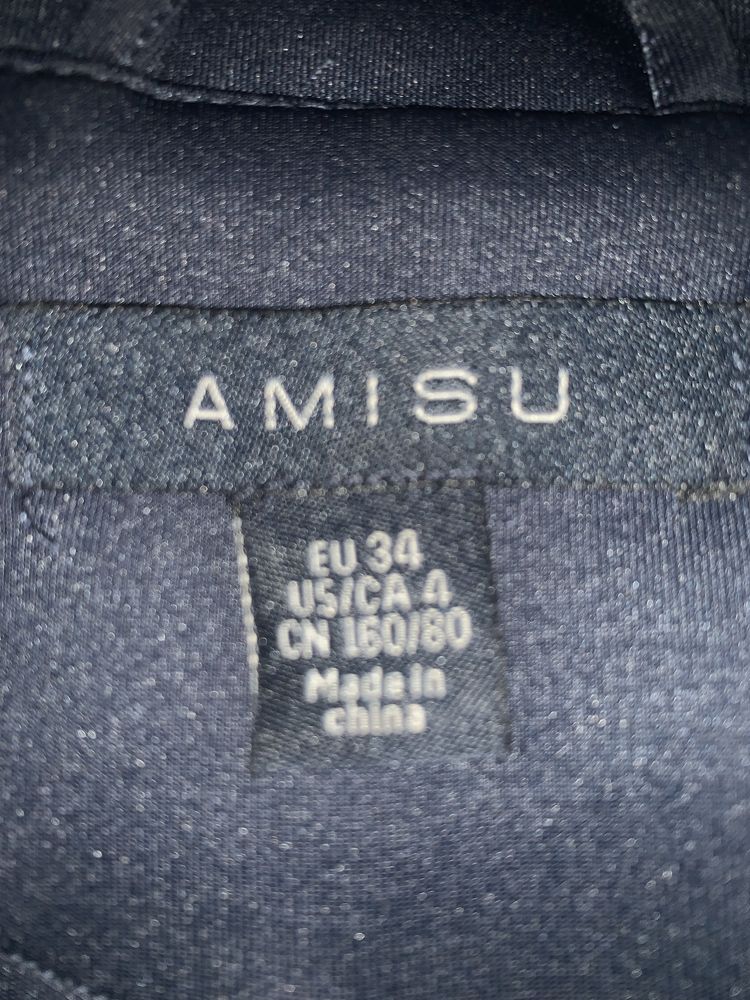 AMISU
EU 34
US/CA 4
CN 160/80
Made in
china